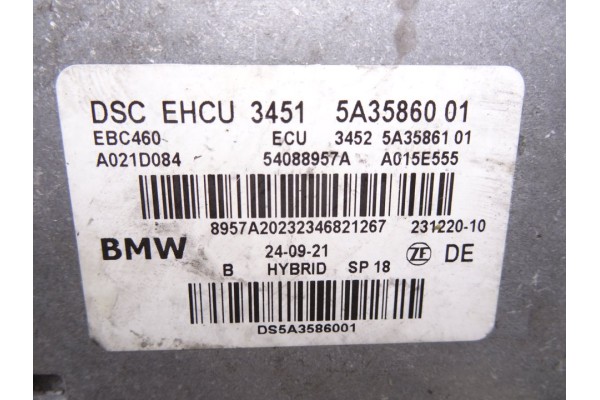 DSC EHCU 3451 5A35860 01
EBC460 ECU 3452 5A35861 01
A021D084 54088957A A015E555
8957A20232346821267 231220-10
BMW 24-09-21 ZF DE
B HYBRID SP 18
DS5A3586001